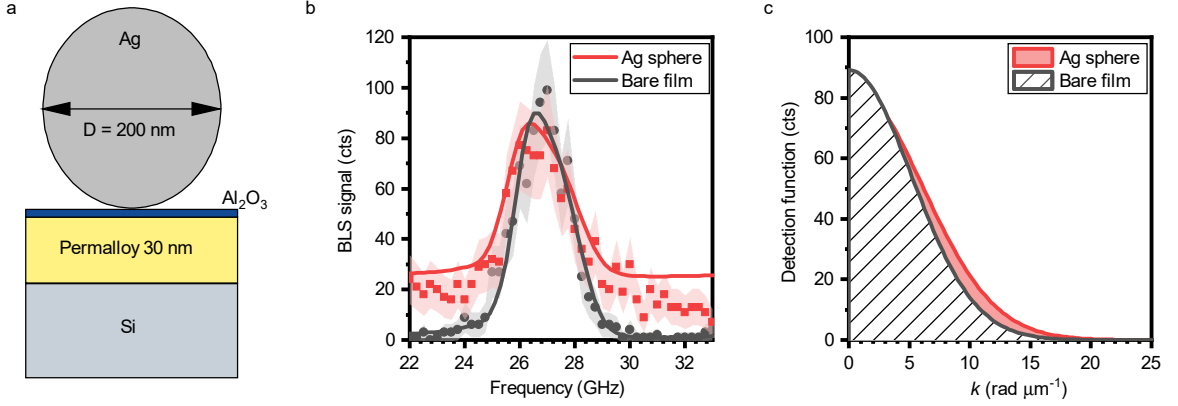 a
Ag
D = 200 nm
Al₂O₃
Permalloy 30 nm
Si
b
BLS signal (cts)
120
100
80
60
40
20
0
22 24 26 28 30 32
Frequency (GHz)
Ag sphere
Bare film
c
Detection function (cts)
100
80
60
40
20
0
0 5 10 15 20 25
k (rad μm⁻¹)
Ag sphere
Bare film